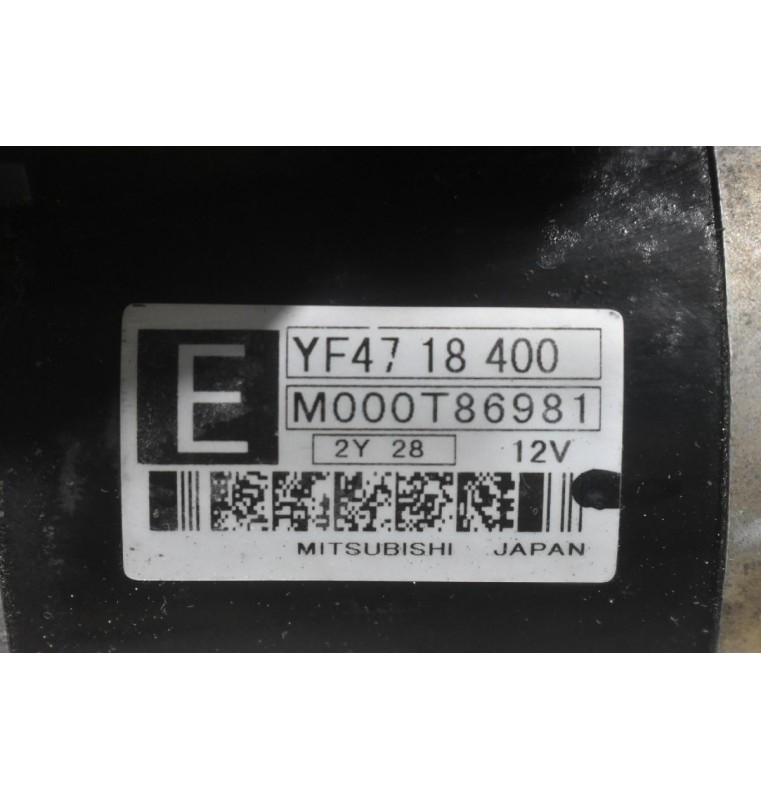 E
YF47 18 400
M000T86981
2Y 28 12V
MITSUBISHI JAPAN